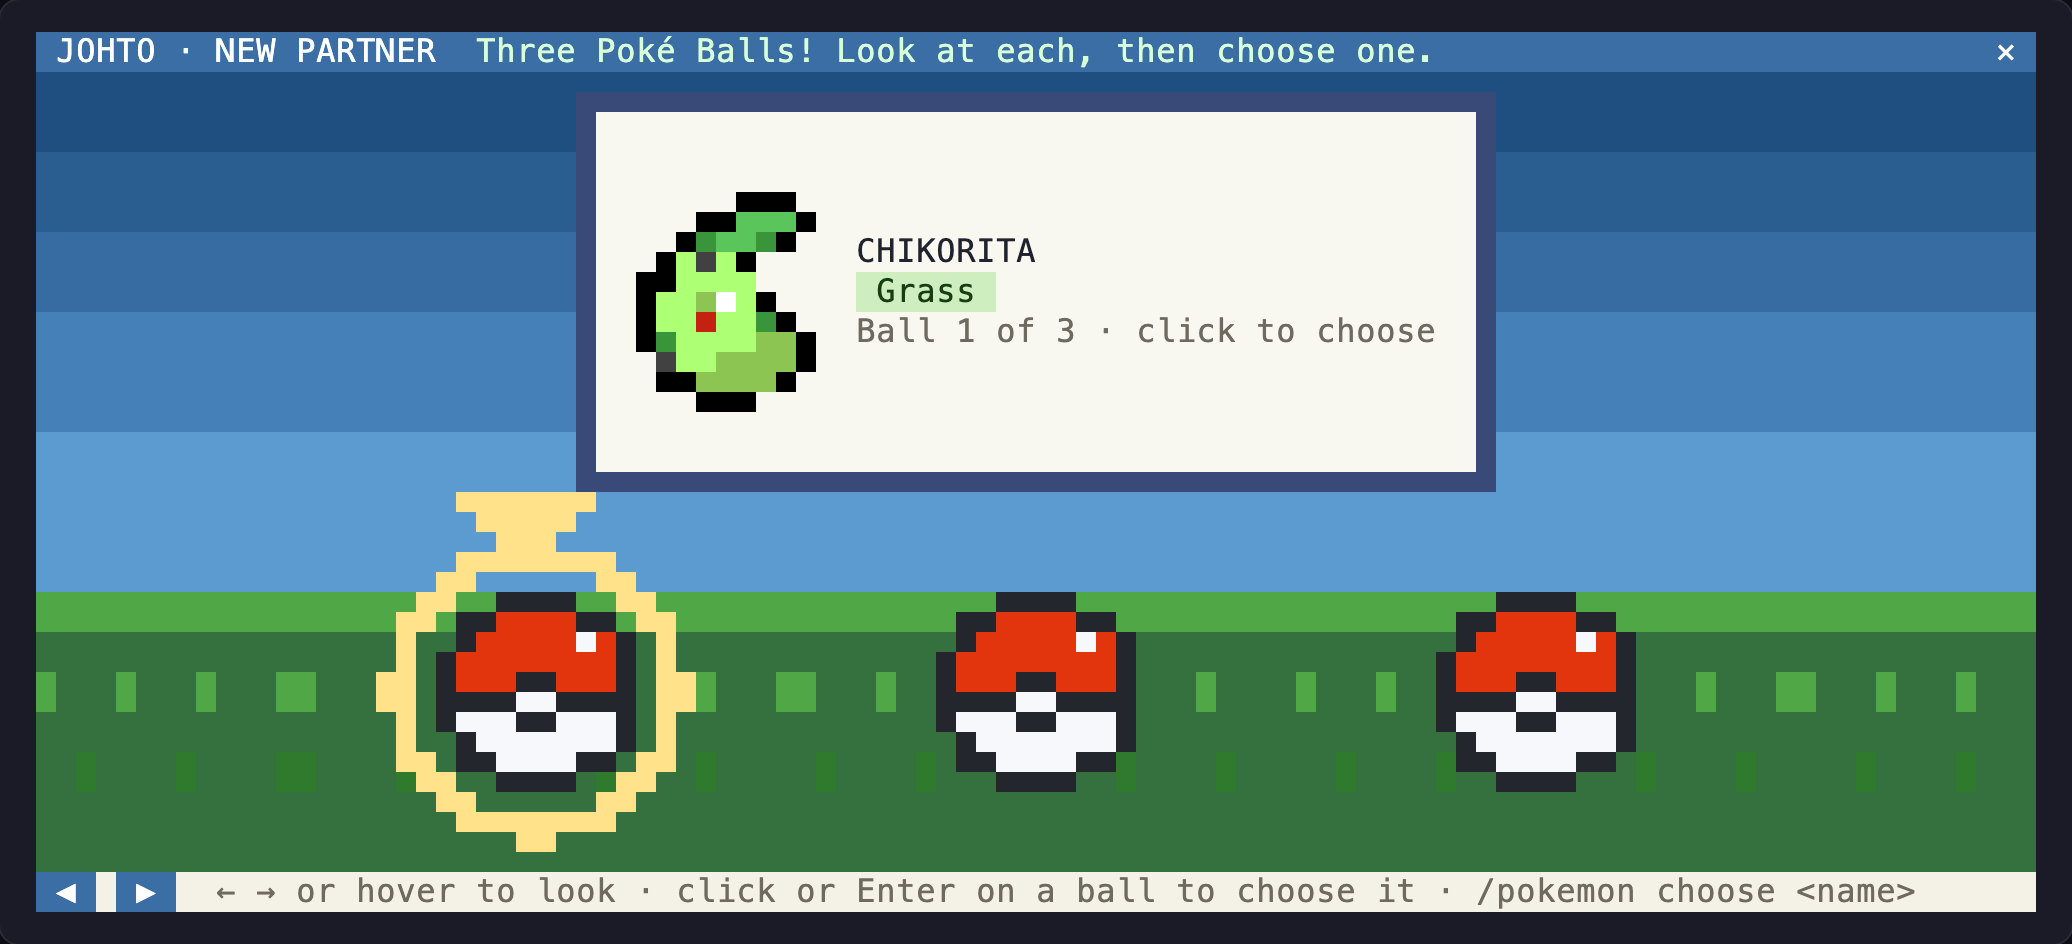 JOHTO · NEW PARTNER  Three Poké Balls! Look at each, then choose one. ×
CHIKORITA
Grass
Ball 1 of 3 · click to choose
◀ ▶ ← → or hover to look · click or Enter on a ball to choose it · /pokemon choose <name>